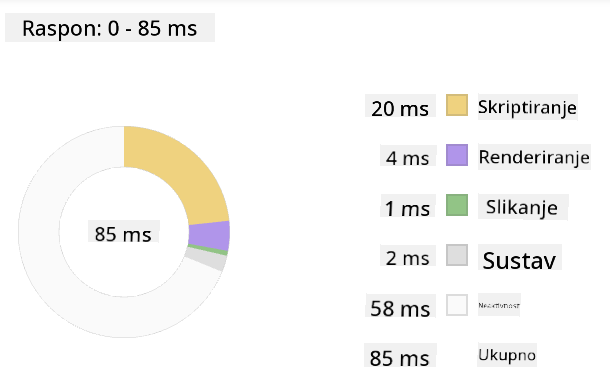 Raspon: 0 - 85 ms
20 ms Skriptiranje
4 ms Renderiranje
85 ms
1 ms Slikanje
2 ms Sustav
58 ms Neaktivnost
85 ms Ukupno